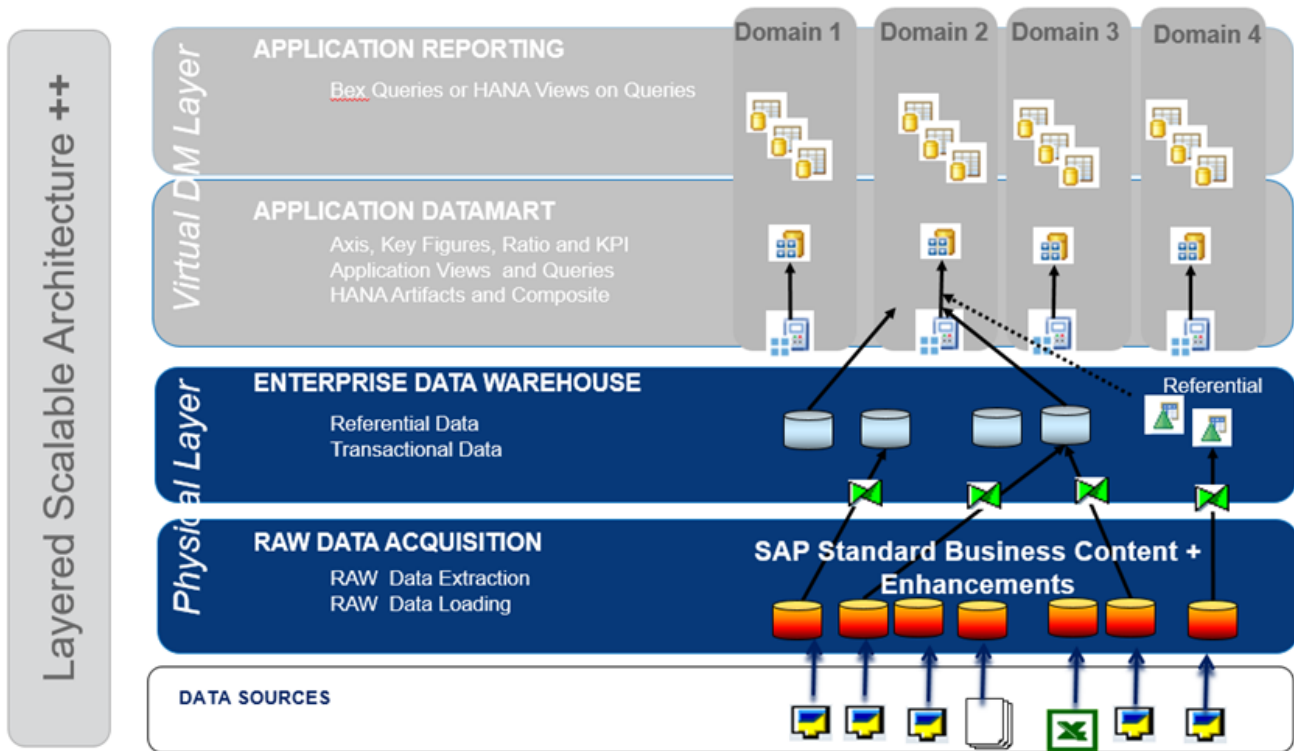 Layered Scalable Architecture ++
Virtual DM Layer
Domain 1
Domain 2
Domain 3
Domain 4
APPLICATION REPORTING
Bex Queries or HANA Views on Queries
APPLICATION DATAMART
Axis, Key Figures, Ratio and KPI
Application Views and Queries
HANA Artifacts and Composite
Physical Layer
ENTERPRISE DATA WAREHOUSE
Referential Data
Transactional Data
Referential
RAW DATA ACQUISITION
RAW Data Extraction
RAW Data Loading
SAP Standard Business Content +
Enhancements
DATA SOURCES